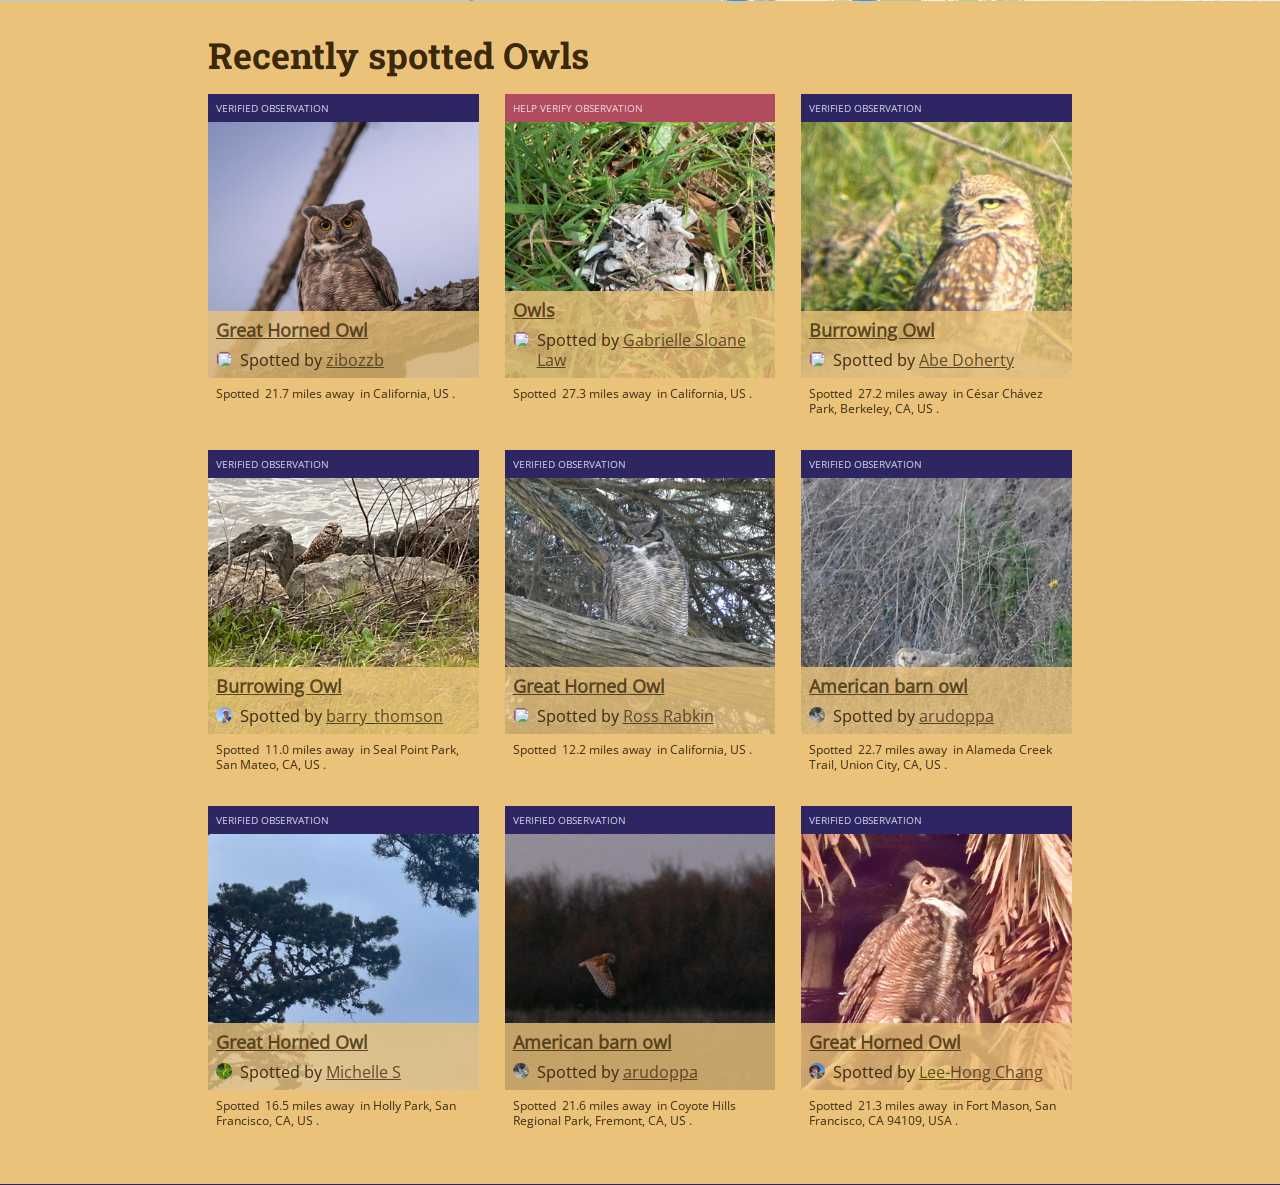 Recently spotted Owls
VERIFIED OBSERVATION
Great Horned Owl
Spotted by zibozzb
Spotted 21.7 miles away in California, US .
HELP VERIFY OBSERVATION
Owls
Spotted by Gabrielle Sloane
Law
Spotted 27.3 miles away in California, US .
VERIFIED OBSERVATION
Burrowing Owl
Spotted by Abe Doherty
Spotted 27.2 miles away in César Chávez
Park, Berkeley, CA, US .
VERIFIED OBSERVATION
Burrowing Owl
Spotted by barry_thomson
Spotted 11.0 miles away in Seal Point Park,
San Mateo, CA, US .
VERIFIED OBSERVATION
Great Horned Owl
Spotted by Ross Rabkin
Spotted 12.2 miles away in California, US .
VERIFIED OBSERVATION
American barn owl
Spotted by arudoppa
Spotted 22.7 miles away in Alameda Creek
Trail, Union City, CA, US .
VERIFIED OBSERVATION
Great Horned Owl
Spotted by Michelle S
Spotted 16.5 miles away in Holly Park, San
Francisco, CA, US .
VERIFIED OBSERVATION
American barn owl
Spotted by arudoppa
Spotted 21.6 miles away in Coyote Hills
Regional Park, Fremont, CA, US .
VERIFIED OBSERVATION
Great Horned Owl
Spotted by Lee-Hong Chang
Spotted 21.3 miles away in Fort Mason, San
Francisco, CA 94109, USA .